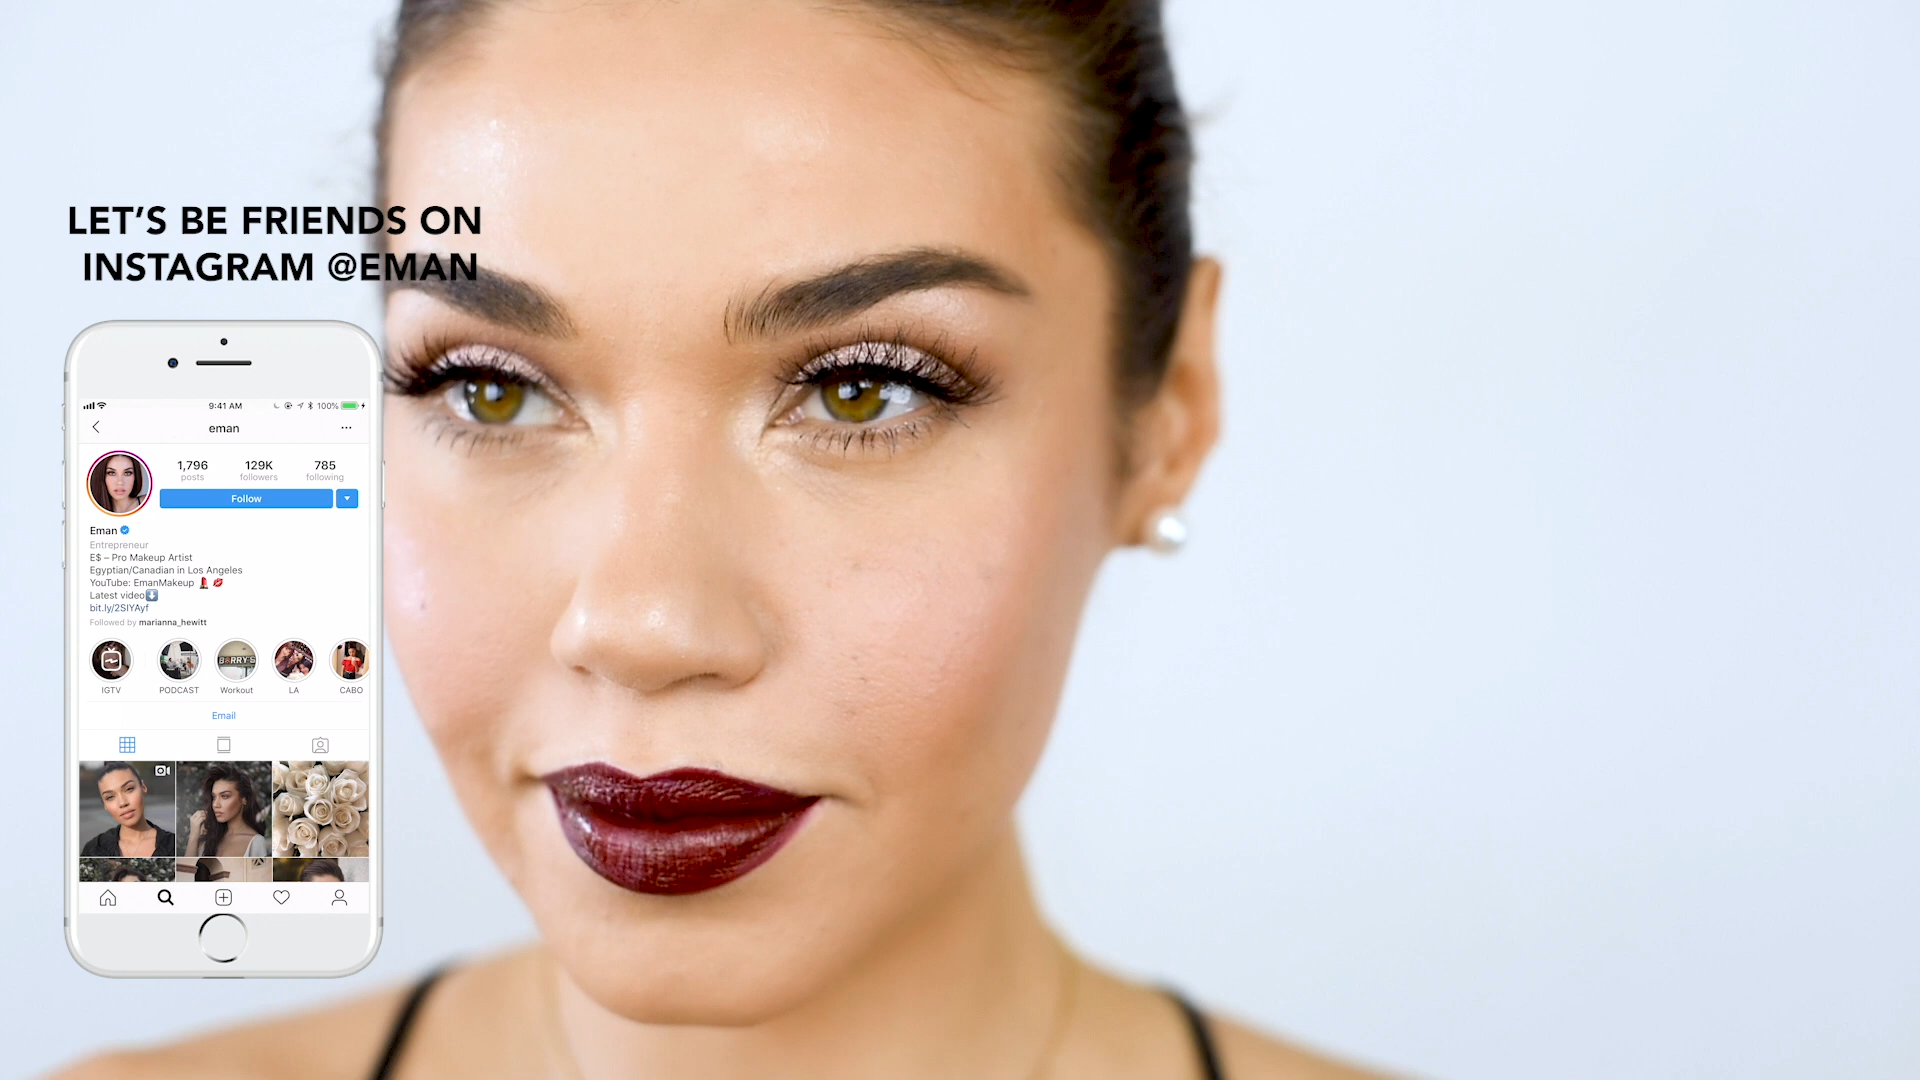 LET'S BE FRIENDS ON
INSTAGRAM @EMAN
9:41 AM
100%
eman
1,796
posts
129K
followers
785
following
Follow
Eman
Entrepreneur
E$ – Pro Makeup Artist
Egyptian/Canadian in Los Angeles
YouTube: EmanMakeup 💄 💋
Latest video⬇️
bit.ly/2SIYAyf
Followed by marianna_hewitt
BARRY'S
IGTV
PODCAST
Workout
LA
CABO
Email